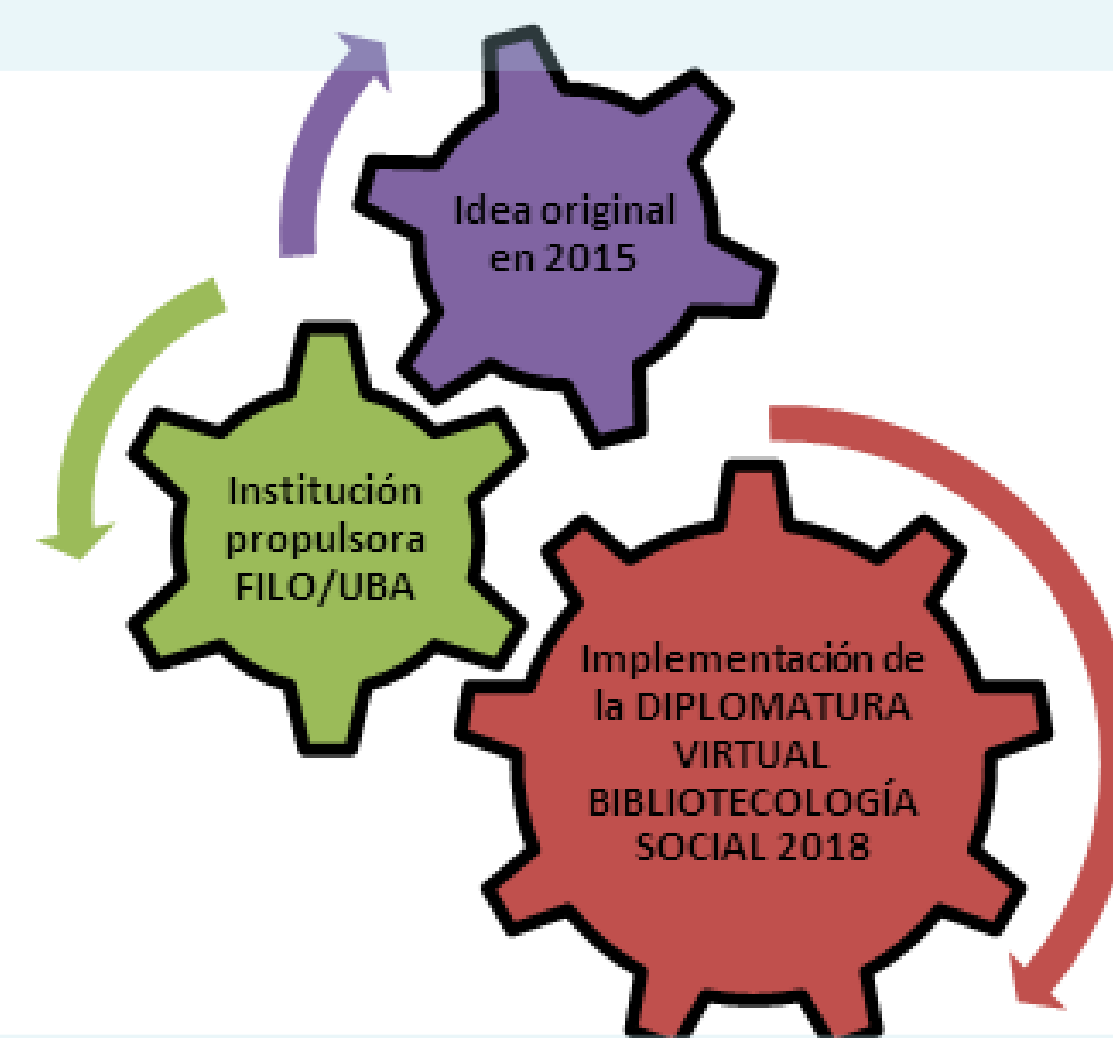 Idea original
en 2015
Institución
propulsora
FILO/UBA
Implementación de
la DIPLOMATURA
VIRTUAL
BIBLIOTECOLOGÍA
SOCIAL 2018